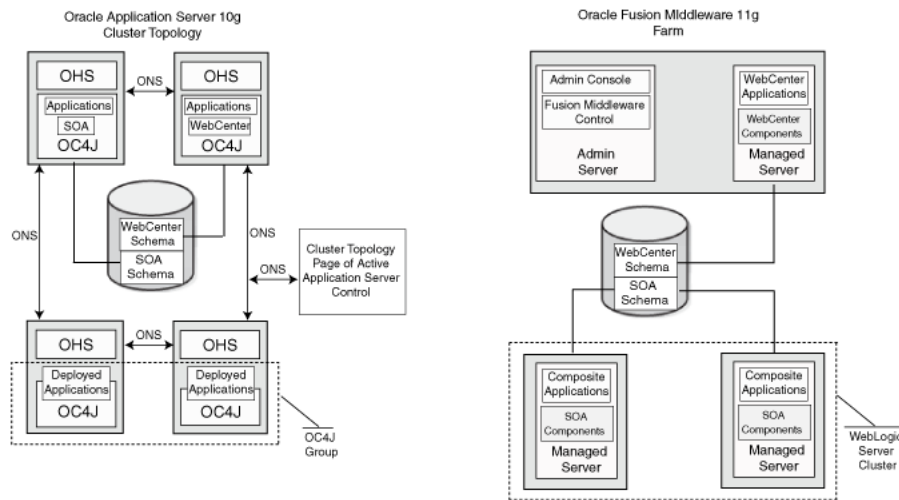 Oracle Application Server 10g
Cluster Topology
OHS
Applications
SOA
OC4J
ONS
OHS
Applications
WebCenter
OC4J
ONS
WebCenter
Schema
SOA
Schema
ONS
ONS
Cluster Topology
Page of Active
Application Server
Control
OHS
Deployed
Applications
OC4J
ONS
OHS
Deployed
Applications
OC4J
OC4J
Group
Oracle Fusion MIddleware 11g
Farm
Admin Console
Fusion Middleware
Control
Admin
Server
WebCenter
Applications
WebCenter
Components
Managed
Server
WebCenter
Schema
SOA
Schema
Composite
Applications
SOA
Components
Managed
Server
Composite
Applications
SOA
Components
Managed
Server
WebLogic
Server
Cluster